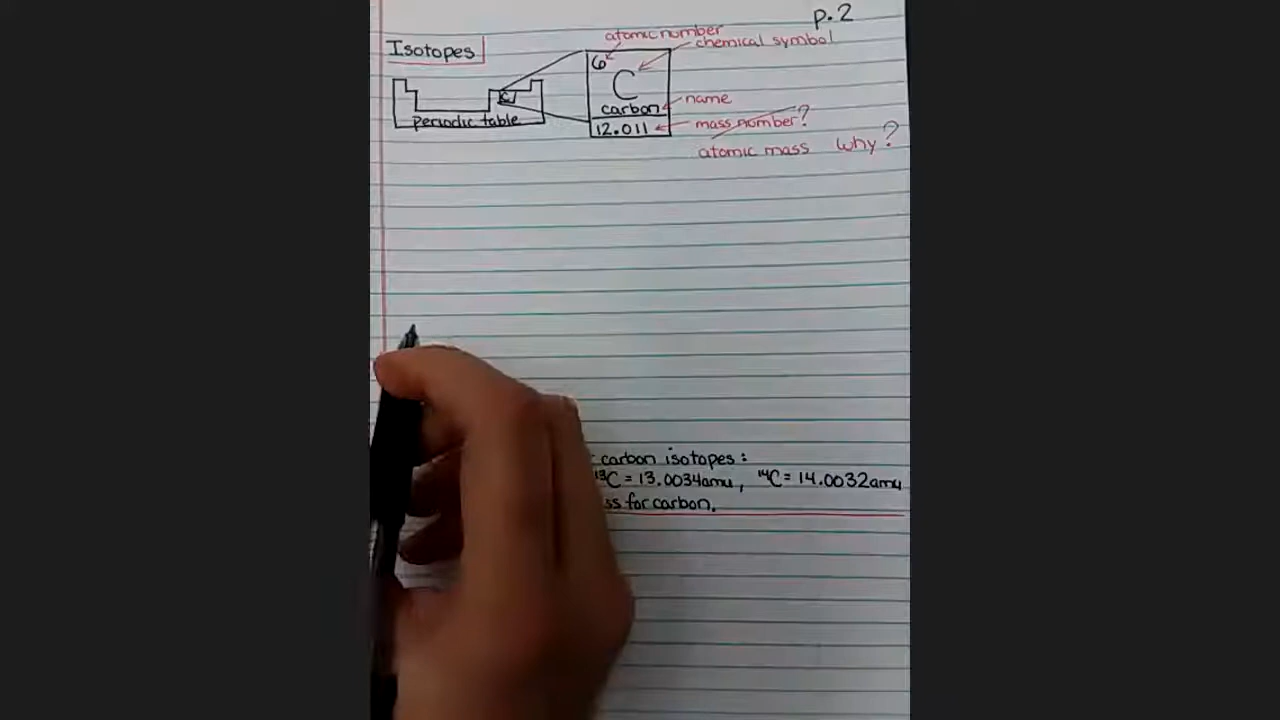 p.2
atomic number
chemical symbol
Isotopes
6
C
carbon
name
C
periodic table
12.011
mass number?
atomic mass why?
carbon isotopes:
¹³C = 13.0034amu, ¹⁴C = 14.0032amu
for carbon.